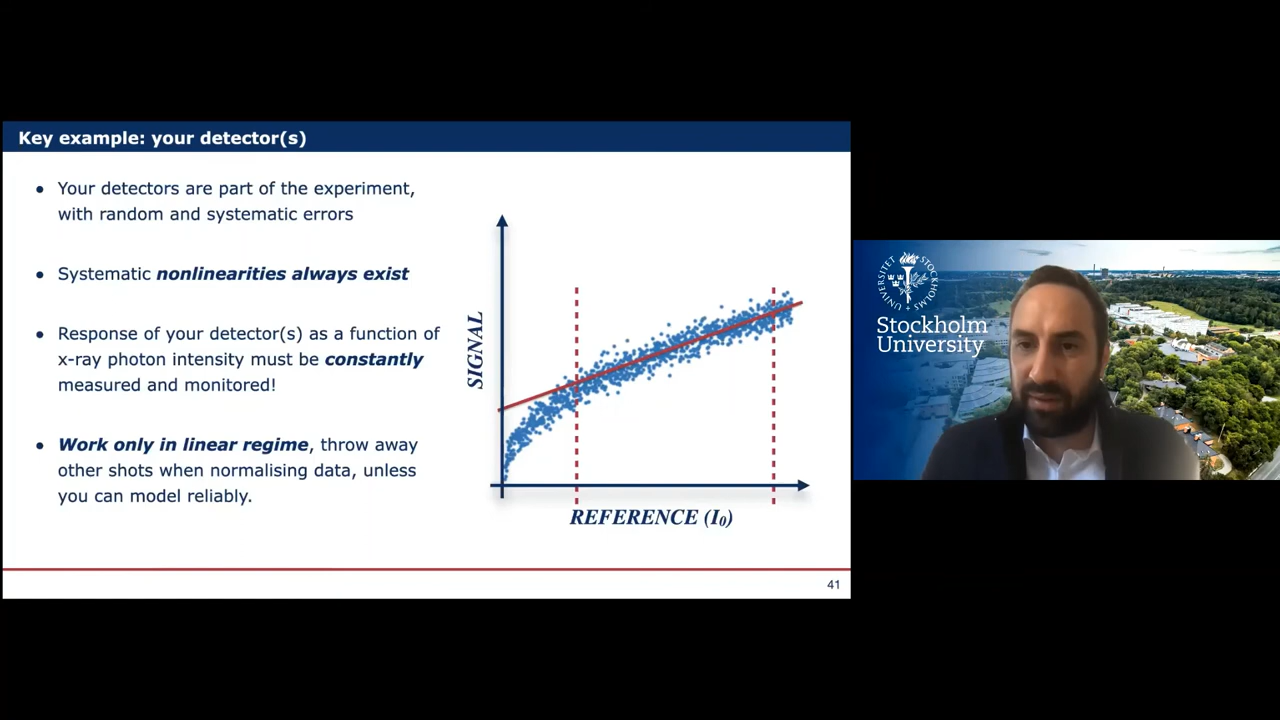 Key example: your detector(s)
● Your detectors are part of the experiment,
with random and systematic errors
● Systematic nonlinearities always exist
● Response of your detector(s) as a function of
x-ray photon intensity must be constantly
measured and monitored!
● Work only in linear regime, throw away
other shots when normalising data, unless
you can model reliably.
SIGNAL
REFERENCE (I₀)
41
STOCKHOLMS
UNIVERSITET
Stockholm
University